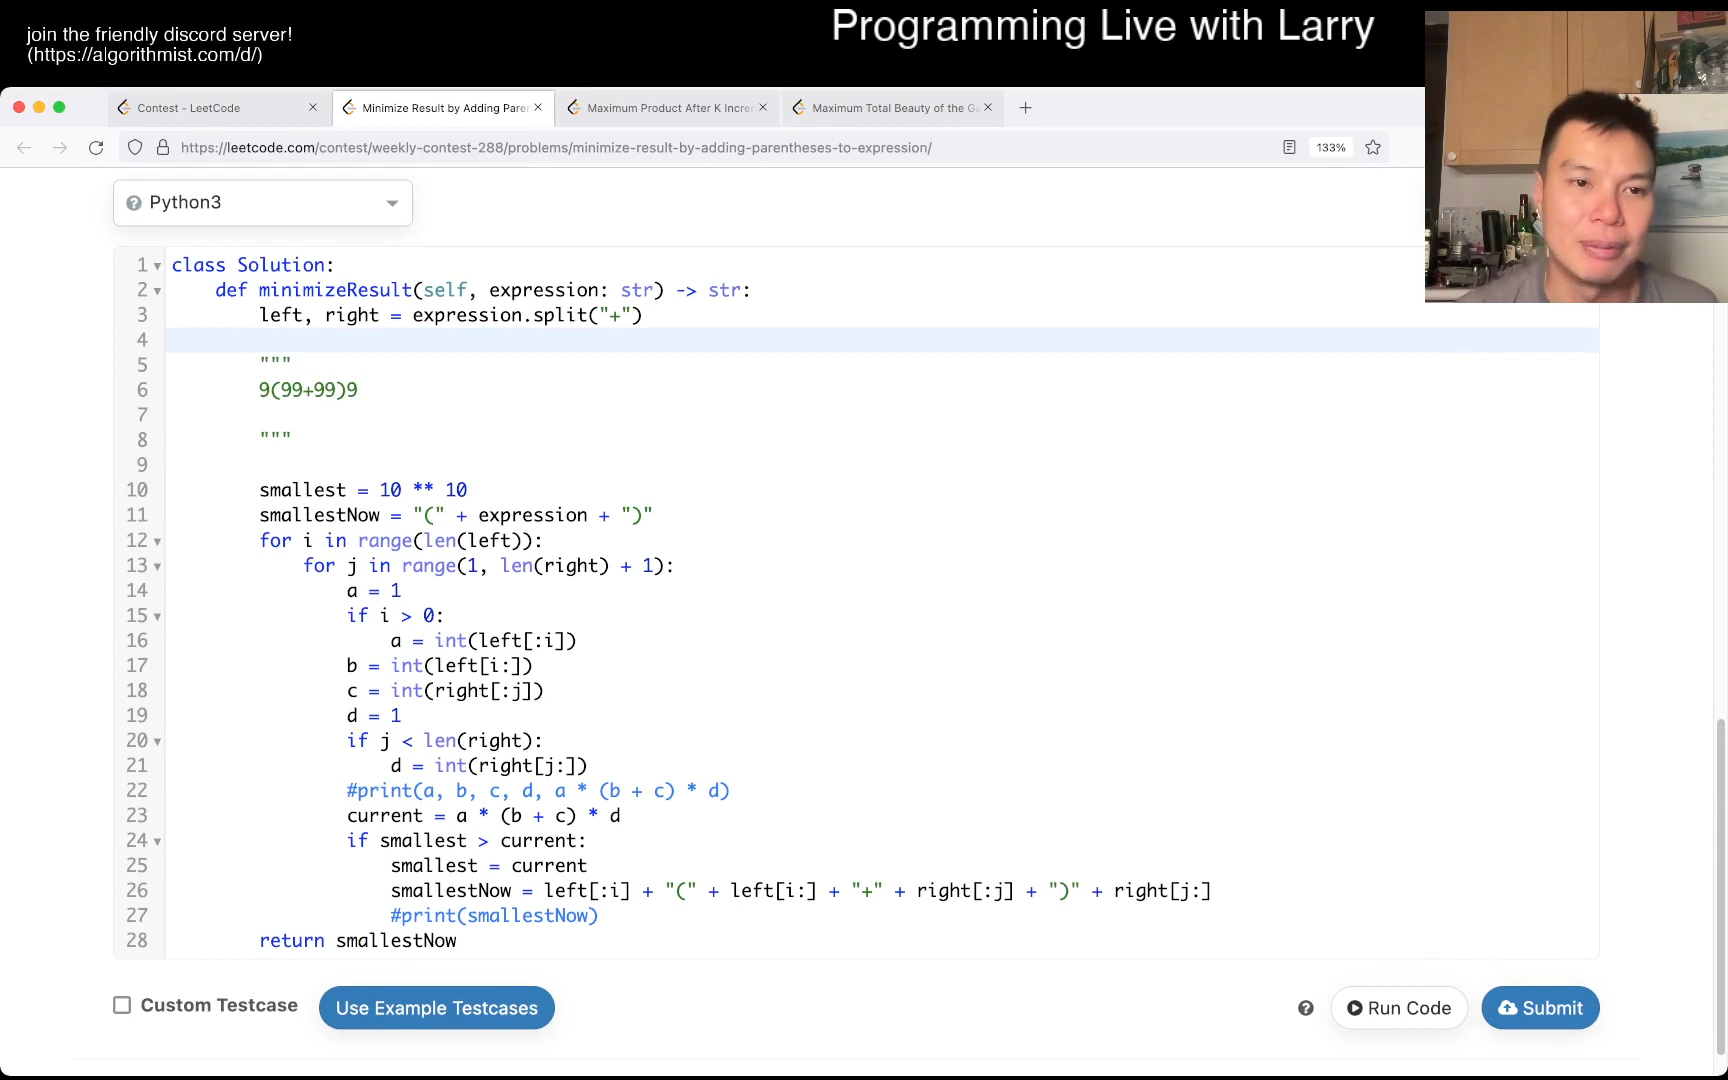 join the friendly discord server!
(https://algorithmist.com/d/)
Programming Live with Larry
Contest - LeetCode
Minimize Result by Adding Paren
Maximum Product After K Increm
Maximum Total Beauty of the Ga
https://leetcode.com/contest/weekly-contest-288/problems/minimize-result-by-adding-parentheses-to-expression/
133%
Python3
1 class Solution:
2     def minimizeResult(self, expression: str) -> str:
3         left, right = expression.split("+")
4
5         """
6         9(99+99)9
7
8         """
9
10         smallest = 10 ** 10
11         smallestNow = "(" + expression + ")"
12         for i in range(len(left)):
13             for j in range(1, len(right) + 1):
14                 a = 1
15                 if i > 0:
16                     a = int(left[:i])
17                 b = int(left[i:])
18                 c = int(right[:j])
19                 d = 1
20                 if j < len(right):
21                     d = int(right[j:])
22                 #print(a, b, c, d, a * (b + c) * d)
23                 current = a * (b + c) * d
24                 if smallest > current:
25                     smallest = current
26                     smallestNow = left[:i] + "(" + left[i:] + "+" + right[:j] + ")" + right[j:]
27                     #print(smallestNow)
28         return smallestNow
Custom Testcase
Use Example Testcases
Run Code
Submit